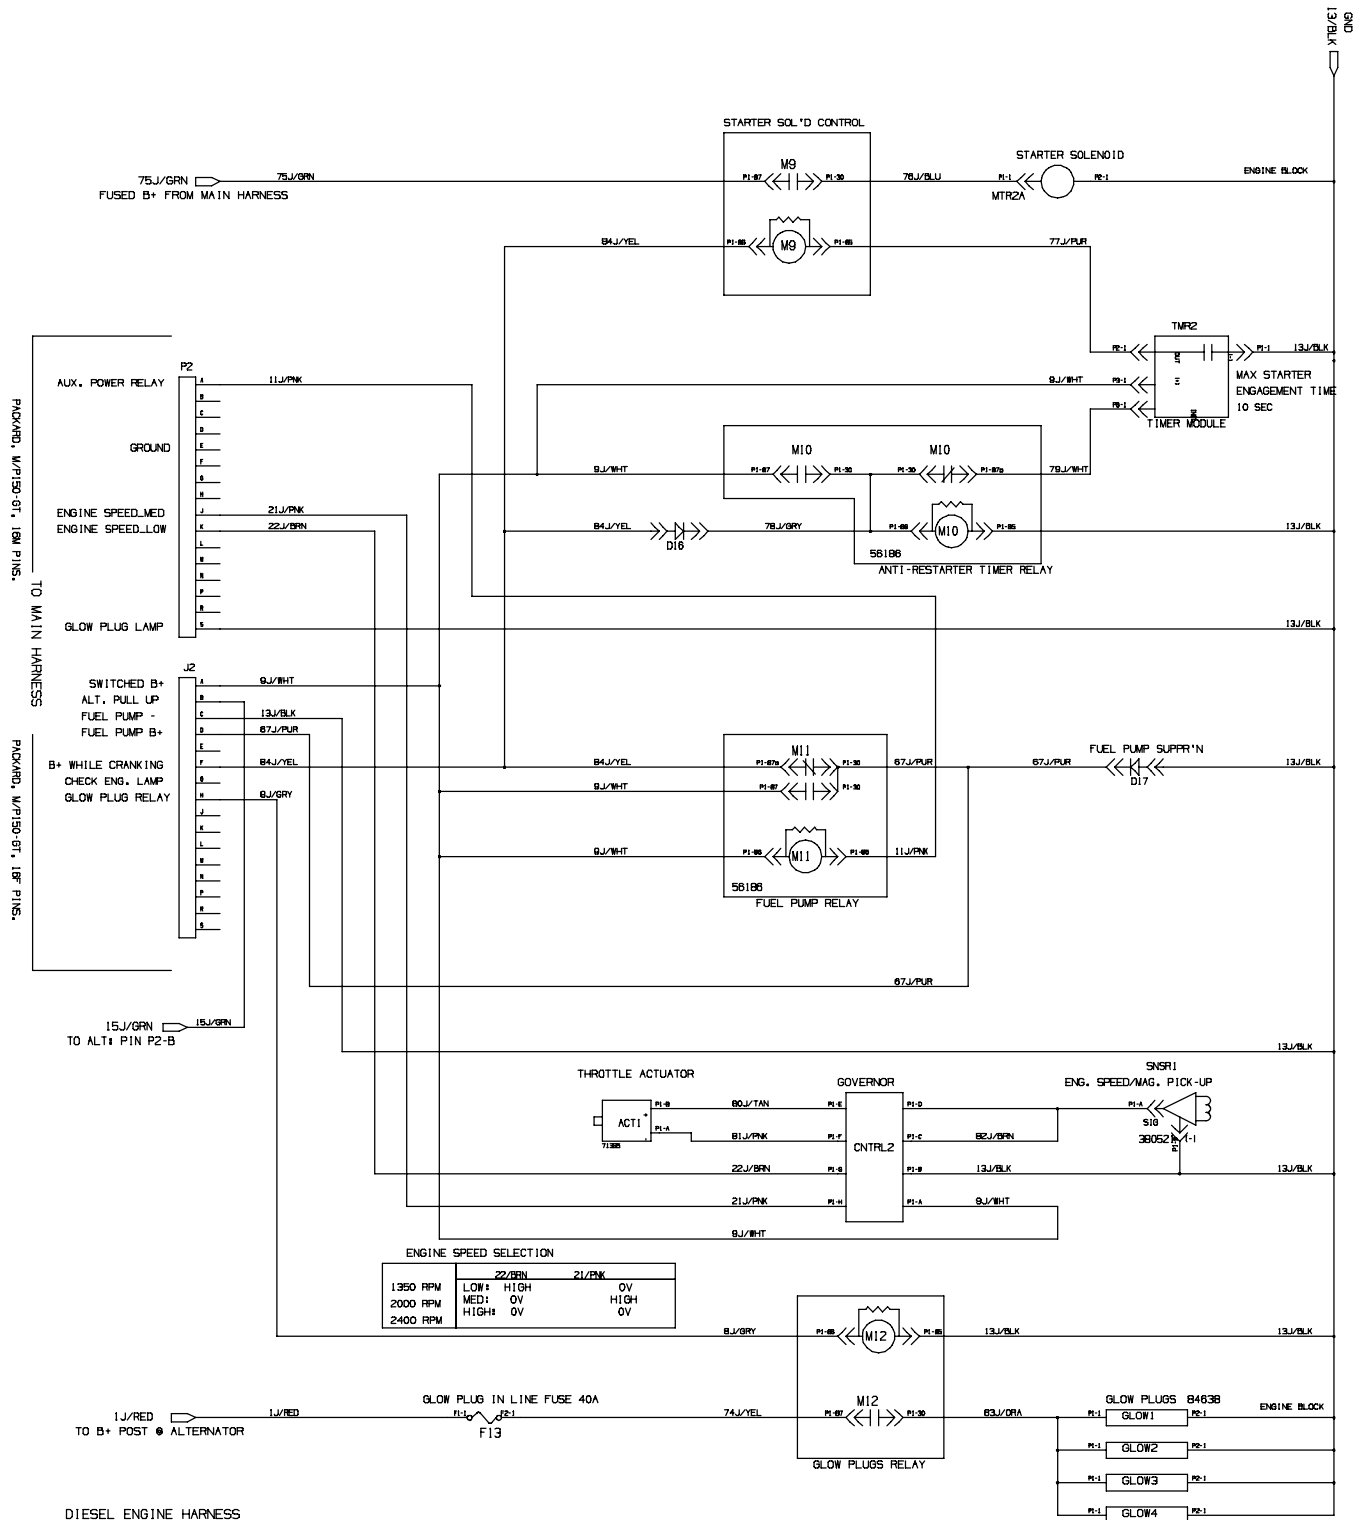 GND
13/BLK
STARTER SOL'D CONTROL
75J/GRN
75J/GRN
FUSED B+ FROM MAIN HARNESS
M9
P1-87
P1-30
76J/BLU
STARTER SOLENOID
P1-1
MTR2A
P2-1
ENGINE BLOCK
84J/YEL
P1-86
M9
P1-85
77J/PUR
TMR2
P2-1
OUT
P1-1
13J/BLK
MAX STARTER
ENGAGEMENT TIME
10 SEC
9J/WHT
P3-1
TIMER MODULE
P2
AUX. POWER RELAY
A
11J/PNK
B
C
D
GROUND
E
F
G
H
ENGINE SPEED_MED
J
21J/PNK
ENGINE SPEED_LOW
K
22J/BRN
L
M
N
P
R
GLOW PLUG LAMP
S
13J/BLK
PACKARD, M/P150-GT, 16M PINS.
TO MAIN HARNESS
PACKARD, M/P150-GT, 16F PINS.
M10
M10
9J/WHT
P1-87
P1-30
P1-30
P1-87a
79J/WHT
84J/YEL
D16
78J/GRY
P1-86
M10
P1-85
13J/BLK
56186
ANTI-RESTARTER TIMER RELAY
J2
SWITCHED B+
A
9J/WHT
ALT. PULL UP
B
FUEL PUMP -
C
13J/BLK
FUEL PUMP B+
D
67J/PUR
E
B+ WHILE CRANKING
F
84J/YEL
CHECK ENG. LAMP
G
GLOW PLUG RELAY
H
8J/GRY
J
K
L
M
N
P
R
S
M11
84J/YEL
P1-87a
P1-30
67J/PUR
67J/PUR
FUEL PUMP SUPPR'N
D17
13J/BLK
9J/WHT
P1-87
P1-30
9J/WHT
M11
11J/PNK
56186
FUEL PUMP RELAY
67J/PUR
15J/GRN
15J/GRN
TO ALT: PIN P2-B
13J/BLK
THROTTLE ACTUATOR
GOVERNOR
SNSR1
ENG. SPEED/MAG. PICK-UP
ACT1
+
-
P1-B
80J/TAN
P1-E
P1-D
P1-A
SIG
P1-A
81J/PNK
P1-F
CNTRL2
P1-C
82J/BRN
22J/BRN
P1-G
P1-B
13J/BLK
13J/BLK
21J/PNK
P1-H
P1-A
9J/WHT
9J/WHT
ENGINE SPEED SELECTION
22/BRN 21/PNK
1350 RPM LOW: HIGH 0V
2000 RPM MED: 0V HIGH
2400 RPM HIGH: 0V 0V
8J/GRY
P1-86
M12
P1-85
13J/BLK
13J/BLK
GLOW PLUG IN LINE FUSE 40A
1J/RED
1J/RED
TO B+ POST @ ALTERNATOR
F1-1
F2-1
F13
74J/YEL
M12
P1-87
P1-30
63J/ORA
GLOW PLUGS RELAY
GLOW PLUGS 84638
P1-1
GLOW1
P2-1
ENGINE BLOCK
P1-1
GLOW2
P2-1
P1-1
GLOW3
P2-1
P1-1
GLOW4
P2-1
DIESEL ENGINE HARNESS